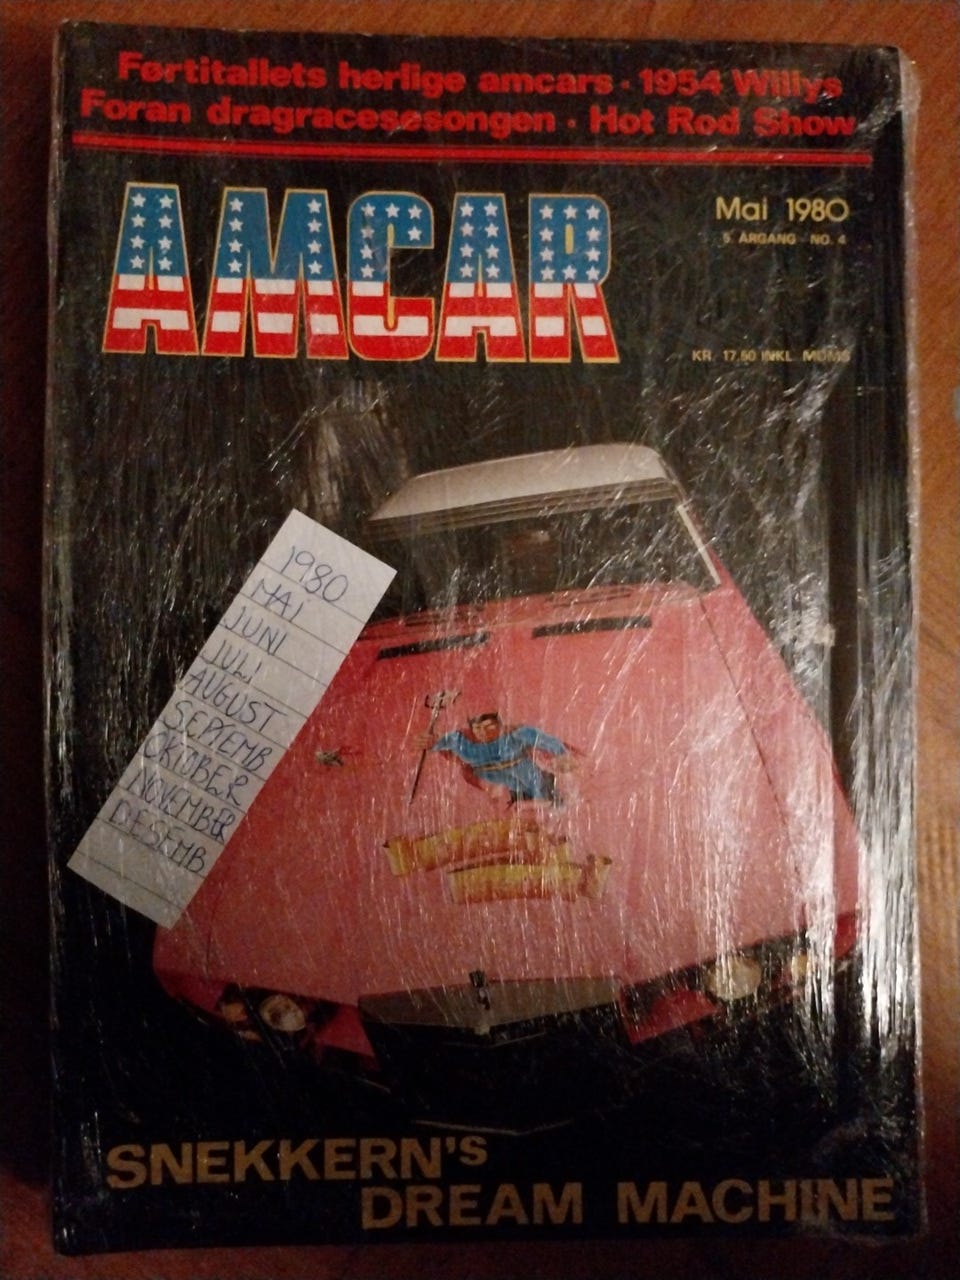 Førtitallets herlige amcars · 1954 Willys
Foran dragracesesongen · Hot Rod Show
AMCAR
Mai 1980
5. ÅRGANG · NO. 4
KR. 17,50 INKL. MOMS
1980
MAi
JUNI
JULI
AUGUST
SEPTEMB
OKTOBER
NOVEMBER
DESEMB
SNEKKERN'S
DREAM MACHINE